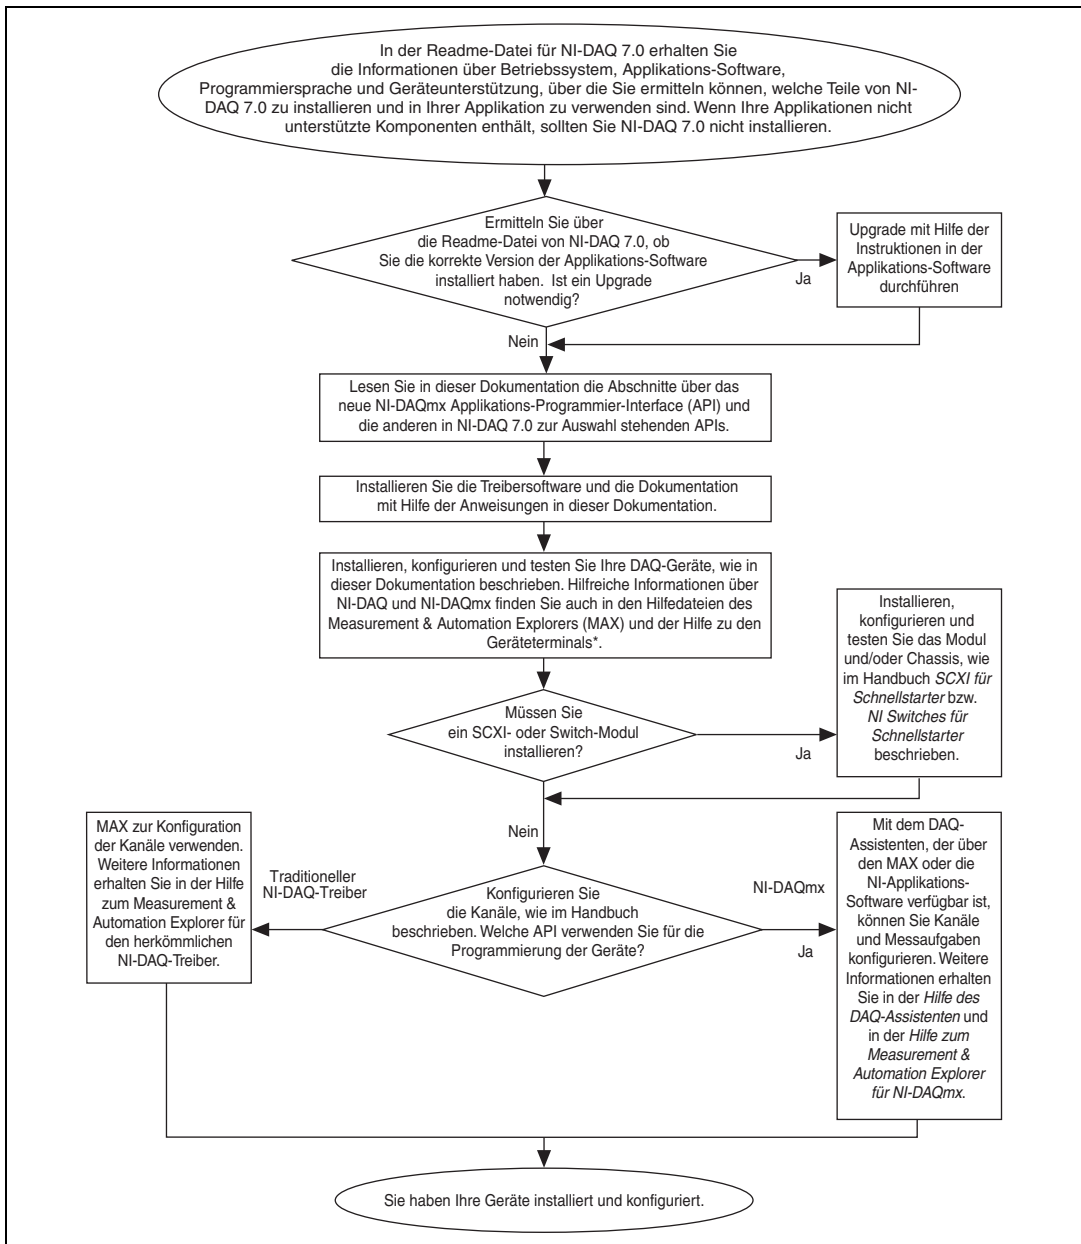 In der Readme-Datei für NI-DAQ 7.0 erhalten Sie
die Informationen über Betriebssystem, Applikations-Software,
Programmiersprache und Geräteunterstützung, über die Sie ermitteln können, welche Teile von NI-
DAQ 7.0 zu installieren und in Ihrer Applikation zu verwenden sind. Wenn Ihre Applikationen nicht
unterstützte Komponenten enthält, sollten Sie NI-DAQ 7.0 nicht installieren.
Ermitteln Sie über
die Readme-Datei von NI-DAQ 7.0, ob
Sie die korrekte Version der Applikations-Software
installiert haben. Ist ein Upgrade
notwendig?
Ja
Upgrade mit Hilfe der
Instruktionen in der
Applikations-Software
durchführen
Nein
Lesen Sie in dieser Dokumentation die Abschnitte über das
neue NI-DAQmx Applikations-Programmier-Interface (API) und
die anderen in NI-DAQ 7.0 zur Auswahl stehenden APIs.
Installieren Sie die Treibersoftware und die Dokumentation
mit Hilfe der Anweisungen in dieser Dokumentation.
Installieren, konfigurieren und testen Sie Ihre DAQ-Geräte, wie in
dieser Dokumentation beschrieben. Hilfreiche Informationen über
NI-DAQ und NI-DAQmx finden Sie auch in den Hilfedateien des
Measurement & Automation Explorers (MAX) und der Hilfe zu den
Geräteterminals*.
Müssen Sie
ein SCXI- oder Switch-Modul
installieren?
Ja
Installieren,
konfigurieren und
testen Sie das Modul
und/oder Chassis, wie
im Handbuch SCXI für
Schnellstarter bzw.
NI Switches für
Schnellstarter
beschrieben.
Nein
Konfigurieren Sie
die Kanäle, wie im Handbuch
beschrieben. Welche API verwenden Sie für die
Programmierung der Geräte?
Traditioneller
NI-DAQ-Treiber
MAX zur Konfiguration
der Kanäle verwenden.
Weitere Informationen
erhalten Sie in der Hilfe
zum Measurement &
Automation Explorer für
den herkömmlichen
NI-DAQ-Treiber.
NI-DAQmx
Ja
Mit dem DAQ-
Assistenten, der über
den MAX oder die
NI-Applikations-
Software verfügbar ist,
können Sie Kanäle
und Messaufgaben
konfigurieren. Weitere
Informationen erhalten
Sie in der Hilfe des
DAQ-Assistenten und
in der Hilfe zum
Measurement &
Automation Explorer
für NI-DAQmx.
Sie haben Ihre Geräte installiert und konfiguriert.